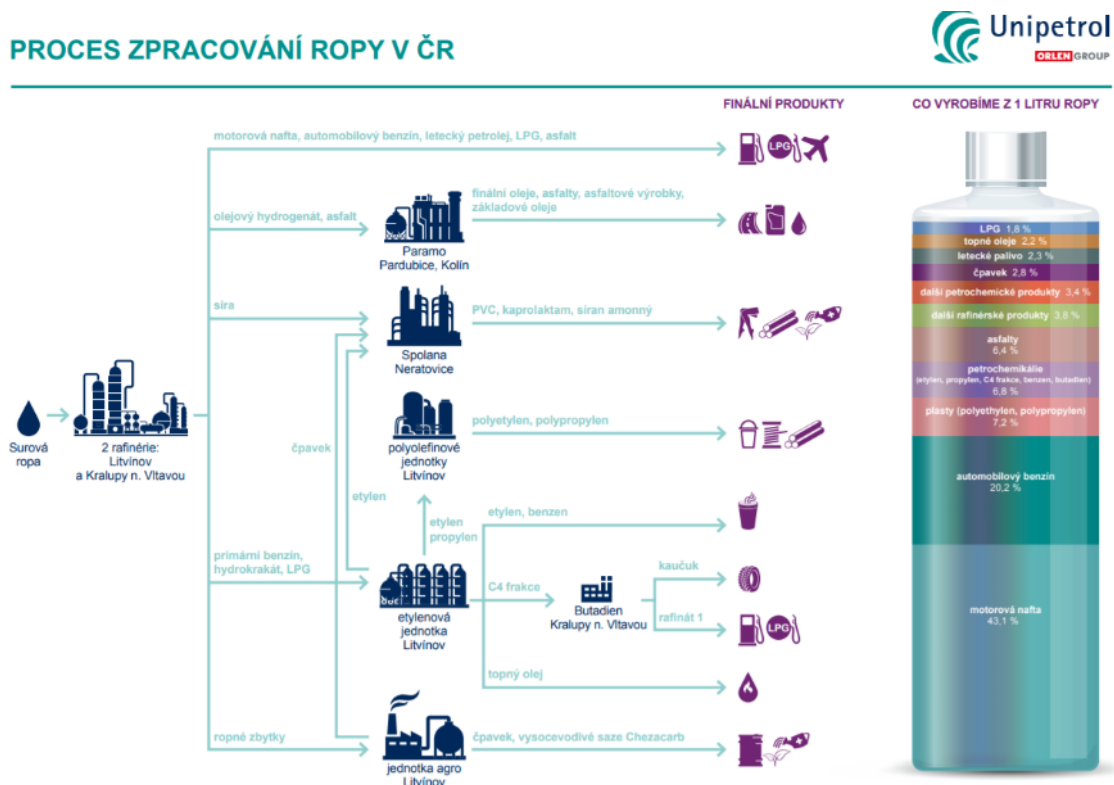 PROCES ZPRACOVÁNÍ ROPY V ČR
Unipetrol
ORLEN GROUP
FINÁLNÍ PRODUKTY
CO VYROBÍME Z 1 LITRU ROPY
motorová nafta, automobilový benzín, letecký petrolej, LPG, asfalt
LPG
olejový hydrogenát, asfalt
Paramo
Pardubice, Kolín
finální oleje, asfalty, asfaltové výrobky,
základové oleje
síra
Spolana
Neratovice
PVC, kaprolaktam, síran amonný
Surová
ropa
2 rafinérie:
Litvínov
a Kralupy n. Vltavou
čpavek
etylen
polyolefinové
jednotky
Litvínov
polyetylen, polypropylen
etylen
propylen
etylen, benzen
primární benzín,
hydrokrakát, LPG
etylenová
jednotka
Litvínov
C4 frakce
Butadien
Kralupy n. Vltavou
kaučuk
rafinát 1
LPG
topný olej
ropné zbytky
jednotka agro
Litvínov
čpavek, vysocevodivé saze Chezacarb
LPG 1,8 %
topné oleje 2,2 %
letecké palivo 2,3 %
čpavek 2,8 %
další petrochemické produkty 3,4 %
další rafinérské produkty 3,8 %
asfalty
6,4 %
petrochemikálie
(etylen, propylen, C4 frakce, benzen, butadien)
6,8 %
plasty (polyethylen, polypropylen)
7,2 %
automobilový benzín
20,2 %
motorová nafta
43,1 %